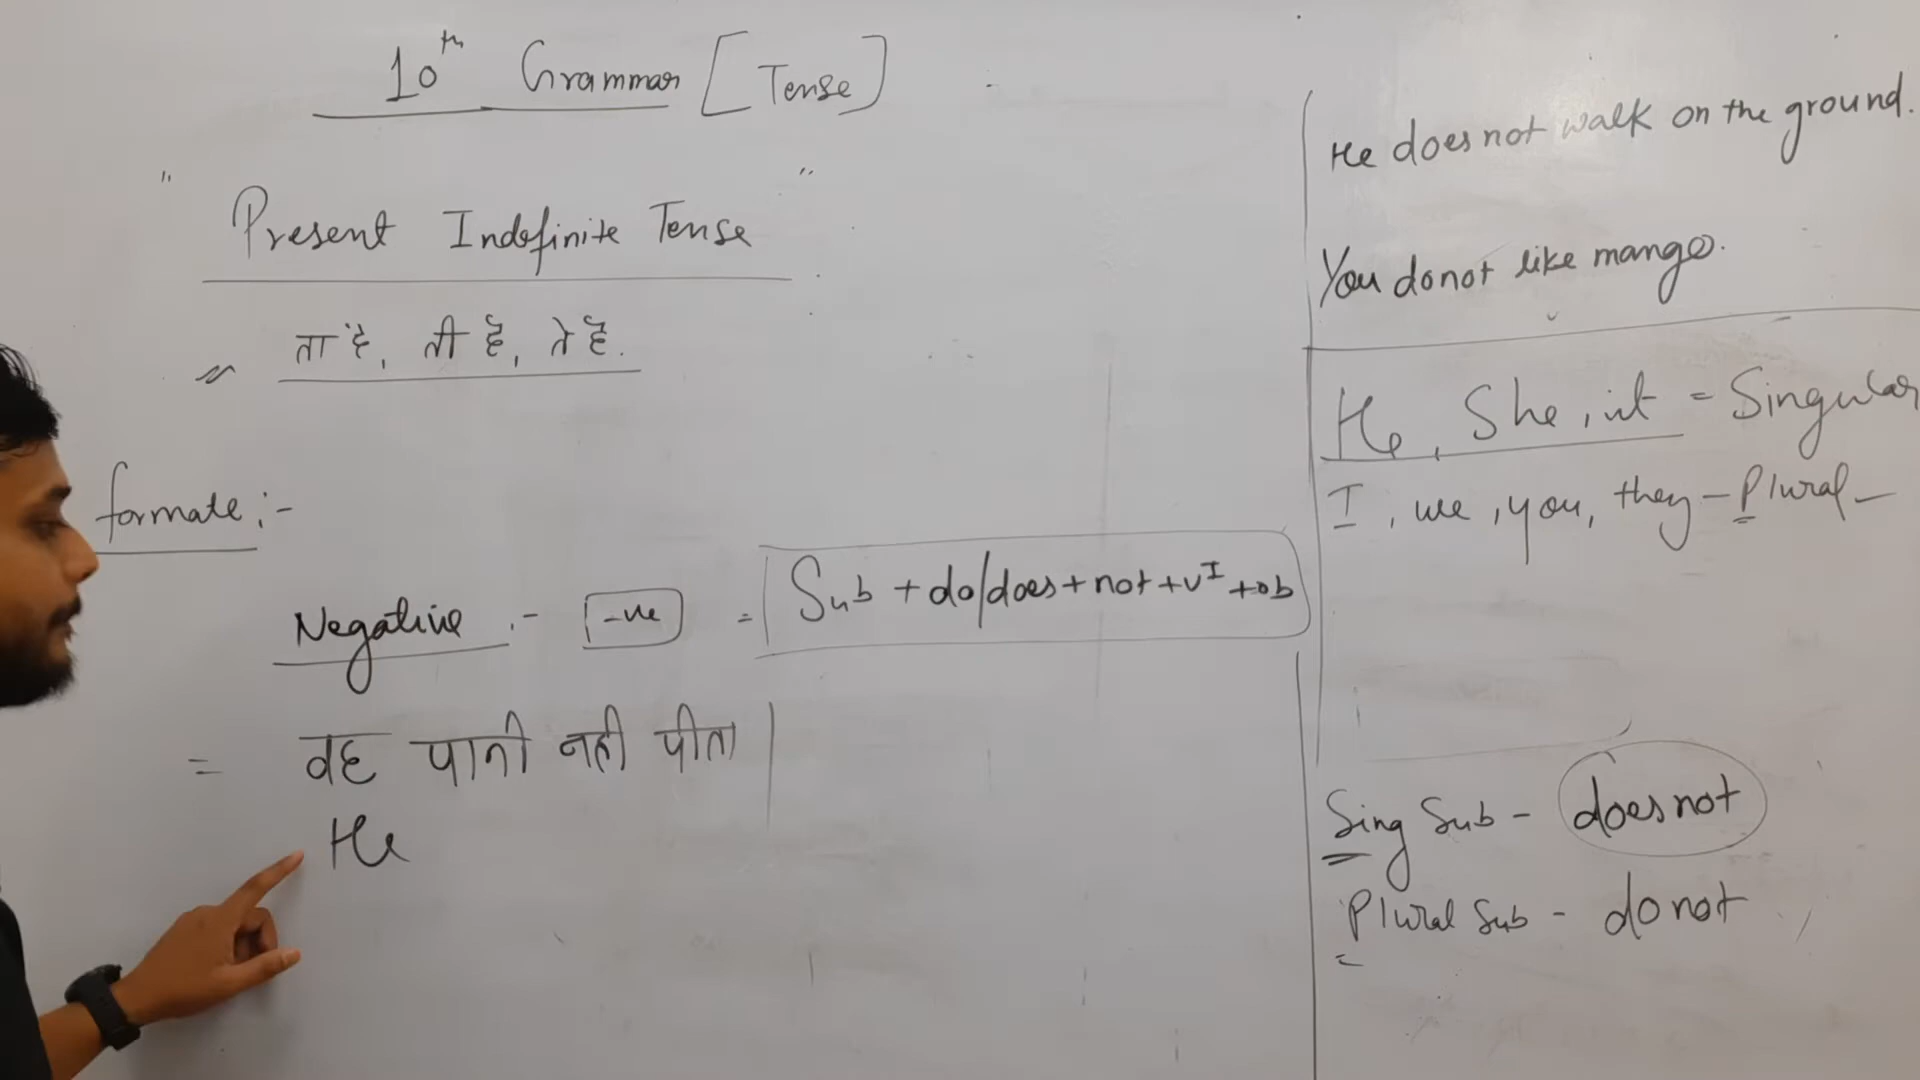 10th Grammar [Tense]
"Present Indefinite Tense"
ता है, ती है, ते है.
formate :-
Negative :- -ve = Sub + do/does + not + vI + ob
= वह पानी नही पीता |
He
He does not walk on the ground.
You do not like mango.
He, She, it = Singular
I, we, you, they - Plural -
Sing Sub - does not
Plural Sub - do not